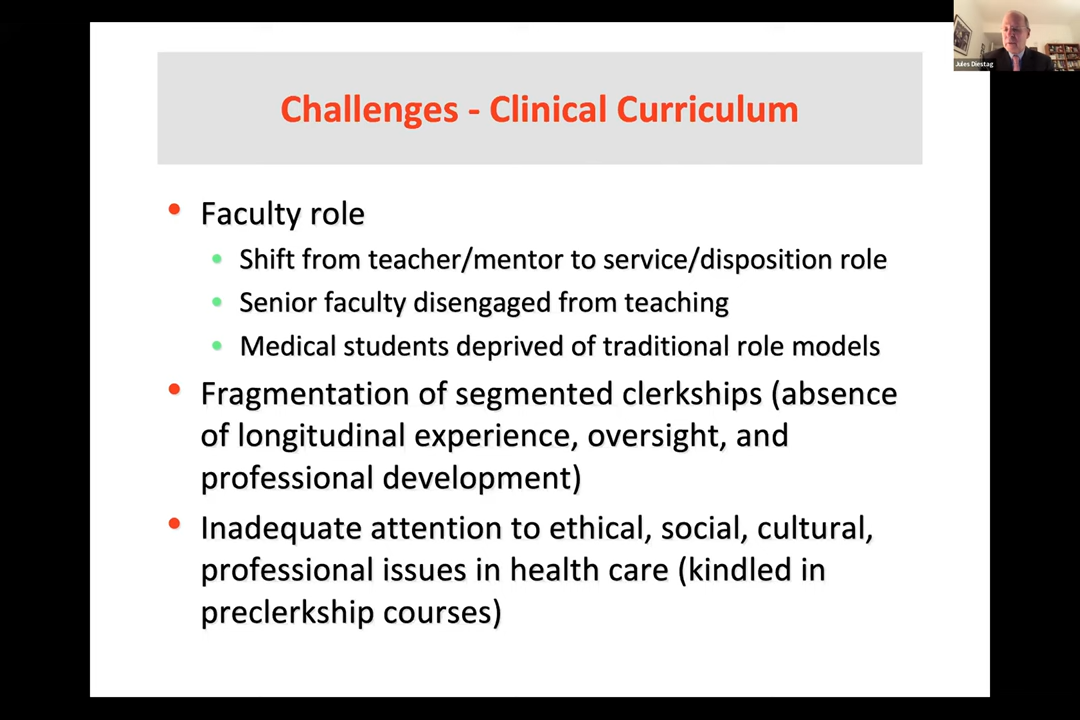 Jules Dienstag
Challenges - Clinical Curriculum
• Faculty role
• Shift from teacher/mentor to service/disposition role
• Senior faculty disengaged from teaching
• Medical students deprived of traditional role models
• Fragmentation of segmented clerkships (absence
of longitudinal experience, oversight, and
professional development)
• Inadequate attention to ethical, social, cultural,
professional issues in health care (kindled in
preclerkship courses)